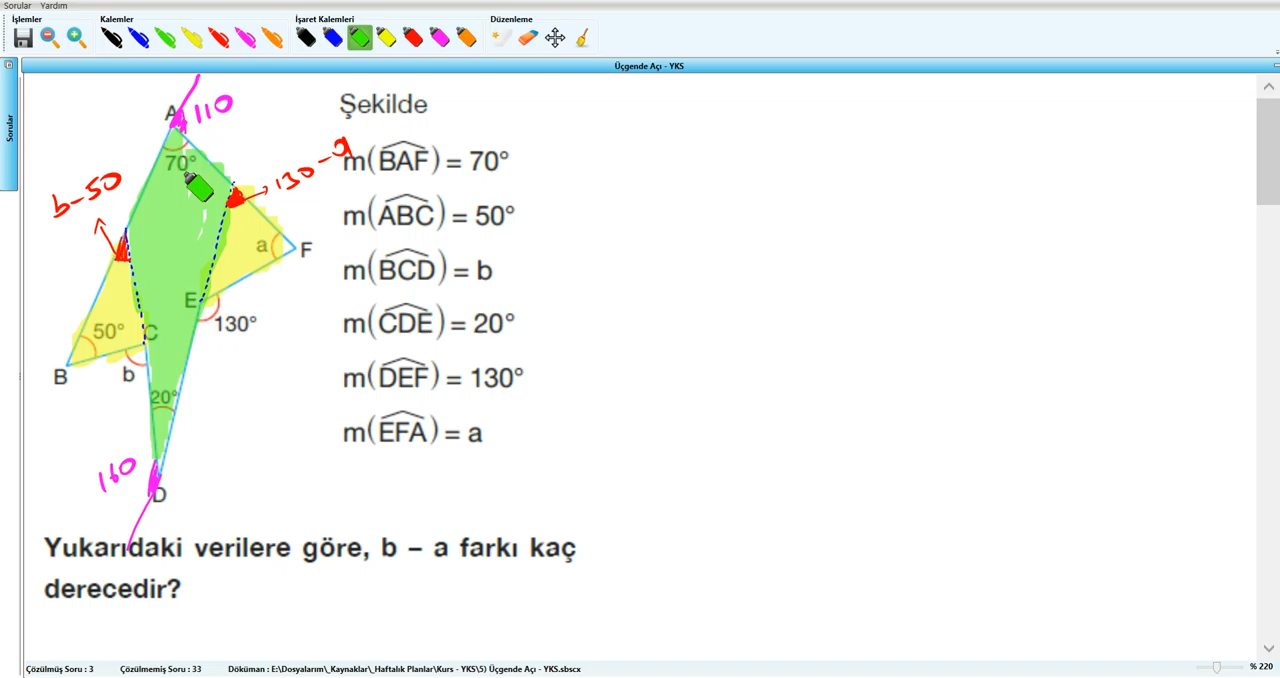 Sorular Yardım
İşlemler Kalemler İşaret Kalemleri Düzenleme
Üçgende Açı - YKS
Sorular
A 110
70°
b-50
130-a
a F
E
130°
50° C
B b
20°
160
D
Şekilde
m(BAF) = 70°
m(ABC) = 50°
m(BCD) = b
m(CDE) = 20°
m(DEF) = 130°
m(EFA) = a
Yukarıdaki verilere göre, b – a farkı kaç
derecedir?
Çözülmüş Soru : 3 Çözülmemiş Soru : 33 Döküman : E:\Dosyalarım\_Kaynaklar\_Haftalık Planlar\Kurs - YKS\5) Üçgende Açı - YKS.sbscx % 220